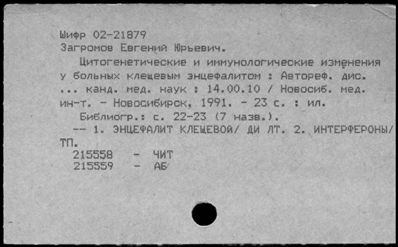 Шифр 02-21879
Загромов Евгений Юрьевич.
Цитогенетические и иммунологические изменения
у больных клещевым энцефалитом : Автореф. дис.
... канд. мед. наук : 14.00.10 / Новосиб. мед.
ин-т. - Новосибирск, 1991. - 23 с. : ил.
Библиогр.: с. 22-23 (7 назв.).
-- 1. ЭНЦЕФАЛИТ КЛЕЩЕВОЙ/ ДИ ЛТ. 2. ИНТЕРФЕРОНЫ/
ТП.
215558 - ЧИТ
215559 - АБ